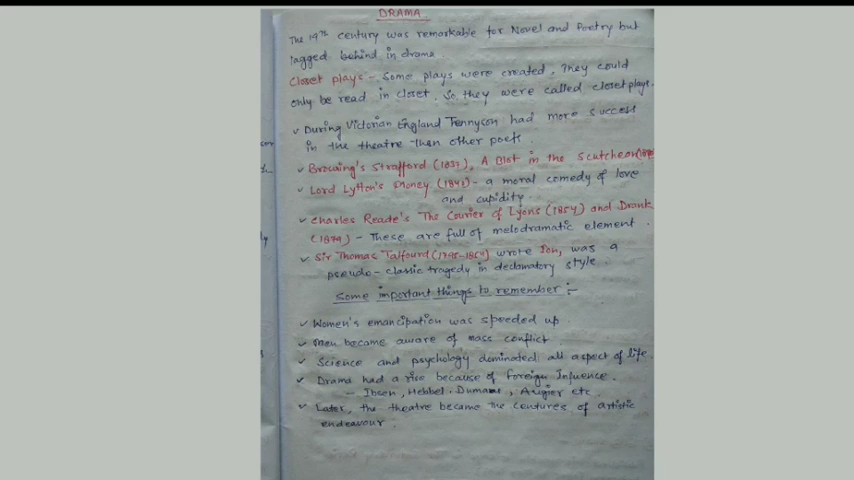 DRAMA
The 19th century was remarkable for Novel and Poetry but
lagged behind in drama
Closet plays - Some plays were created. They could
only be read in closet. So they were called closet plays.
✓ During Victorian England Tennyson had more success
in the theatre than other poets
✓ Browing's Strafford (1837), A Blot in the Scutcheon
✓ Lord Lytton's Money (1840) - a moral comedy of love
and cupidity.
✓ Charles Reade's The Courier of Lyons (1854) and Drank
(1879) - These are full of melodramatic element.
✓ Sir Thomas Talfourd (1795-1854) wrote Ion, was a
pseudo-classic tragedy in declamatory style.
Some important things to remember :-
✓ Women's emancipation was speeded up.
✓ Men became aware of mass conflict
✓ Science and psychology dominated all aspect of life.
✓ Drama had a rise because of Foreign Influence.
- Ibsen, Hebbel, Dumas, Augier etc.
✓ Later, the theatre became the centures of artistic
endeavour.